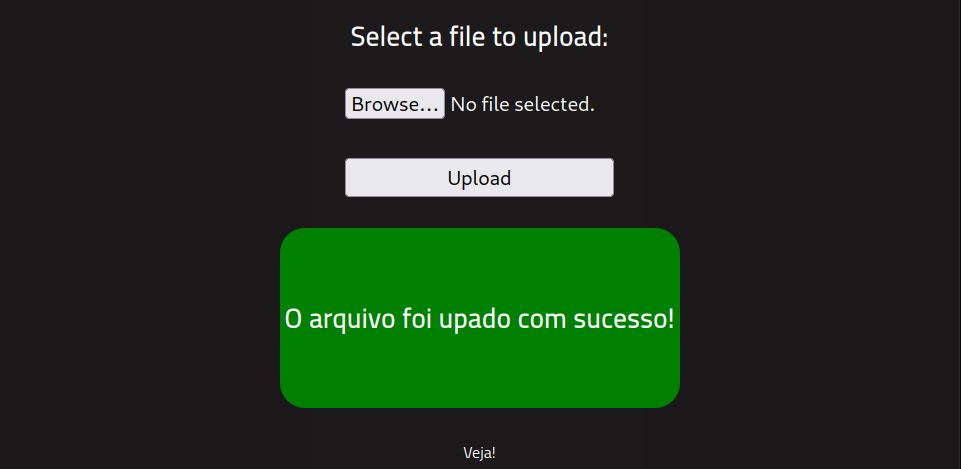 Select a file to upload:
Browse... No file selected.
Upload
O arquivo foi upado com sucesso!
Veja!